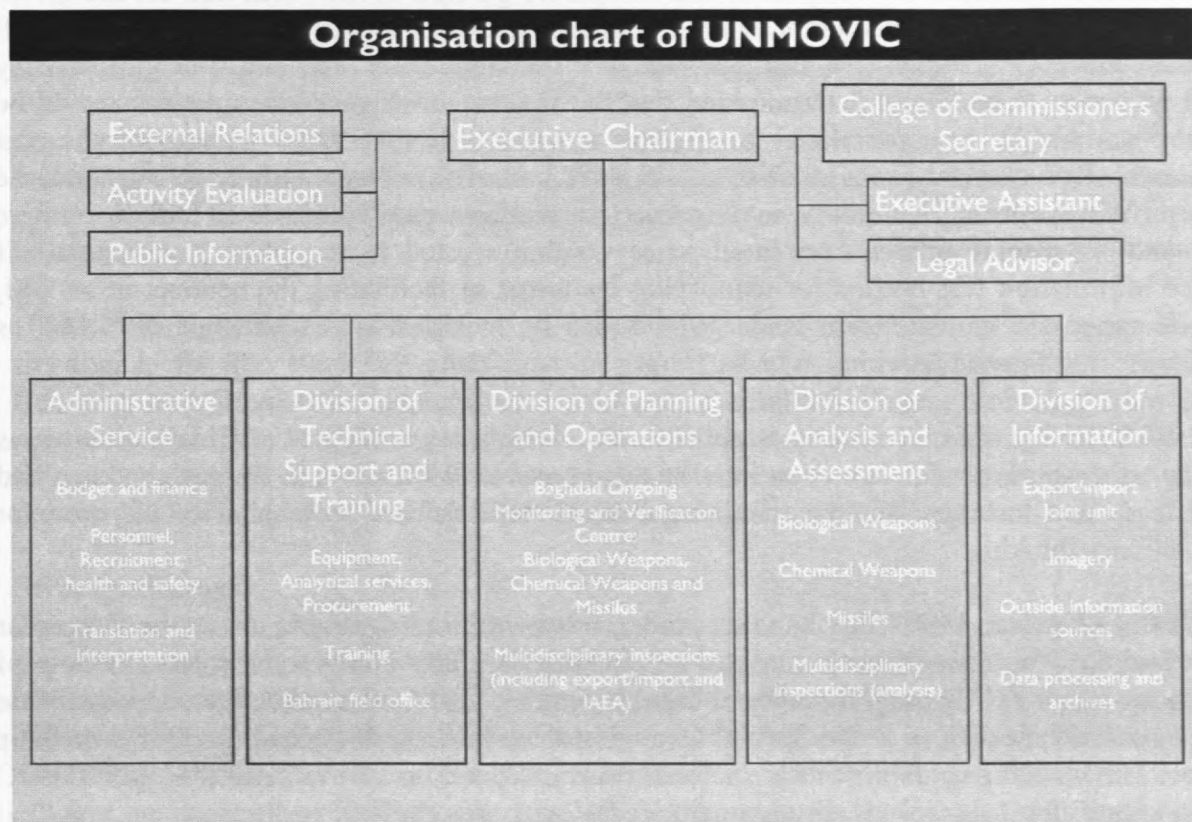 Organisation chart of UNMOVIC
External Relations
Activity Evaluation
Public Information
Executive Chairman
College of Commissioners
Secretary
Executive Assistant
Legal Advisor
Administrative
Service
Budget and finance
Personnel,
Recruitment,
health and safety
Translation and
interpretation
Division of
Technical
Support and
Training
Equipment,
Analytical services,
Procurement
Training
Bahrain field office
Division of Planning
and Operations
Baghdad Ongoing
Monitoring and Verification
Centre:
Biological Weapons,
Chemical Weapons and
Missiles
Multidisciplinary inspections
(including export/import and
IAEA)
Division of
Analysis and
Assessment
Biological Weapons
Chemical Weapons
Missiles
Multidisciplinary
inspections (analysis)
Division of
Information
Export/import
Joint unit
Imagery
Outside information
sources
Data processing and
archives